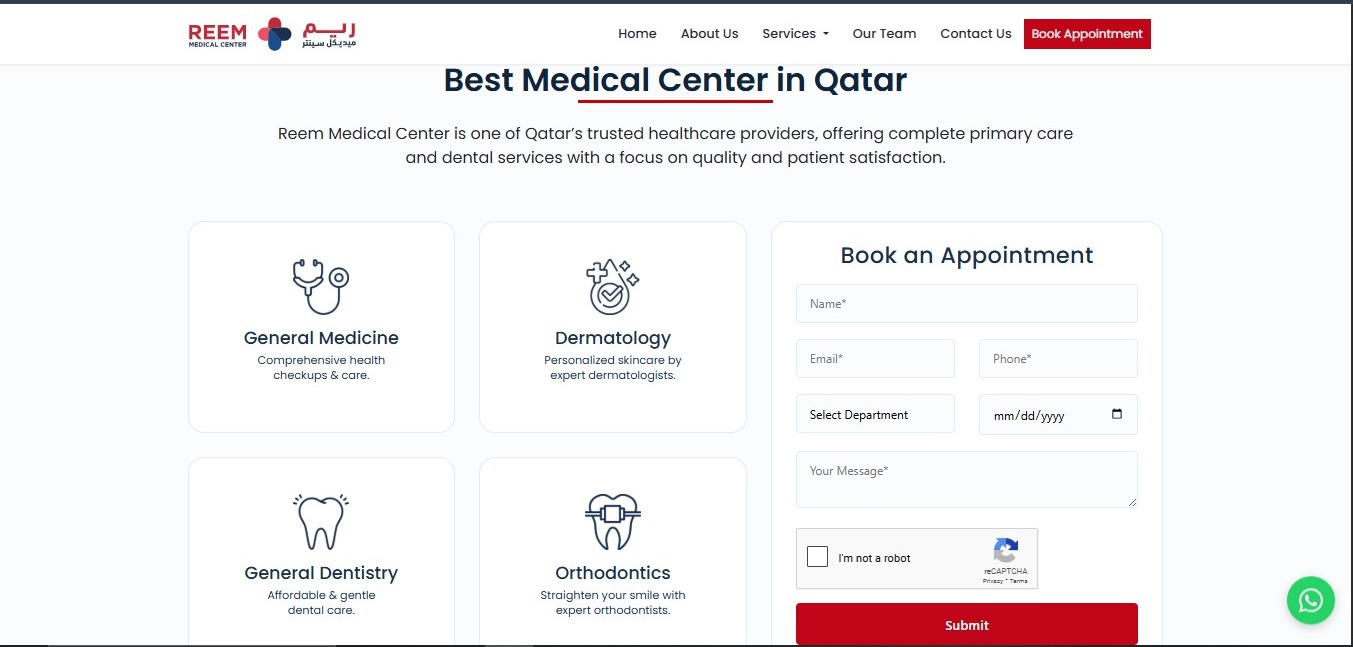 REEM
MEDICAL CENTER
ريم
ميديكل سينتر
Home
About Us
Services
Our Team
Contact Us
Book Appointment
Best Medical Center in Qatar
Reem Medical Center is one of Qatar’s trusted healthcare providers, offering complete primary care
and dental services with a focus on quality and patient satisfaction.
General Medicine
Comprehensive health
checkups & care.
Dermatology
Personalized skincare by
expert dermatologists.
General Dentistry
Affordable & gentle
dental care.
Orthodontics
Straighten your smile with
expert orthodontists.
Book an Appointment
Name*
Email*
Phone*
Select Department
mm/dd/yyyy
Your Message*
I'm not a robot
reCAPTCHA
Privacy - Terms
Submit